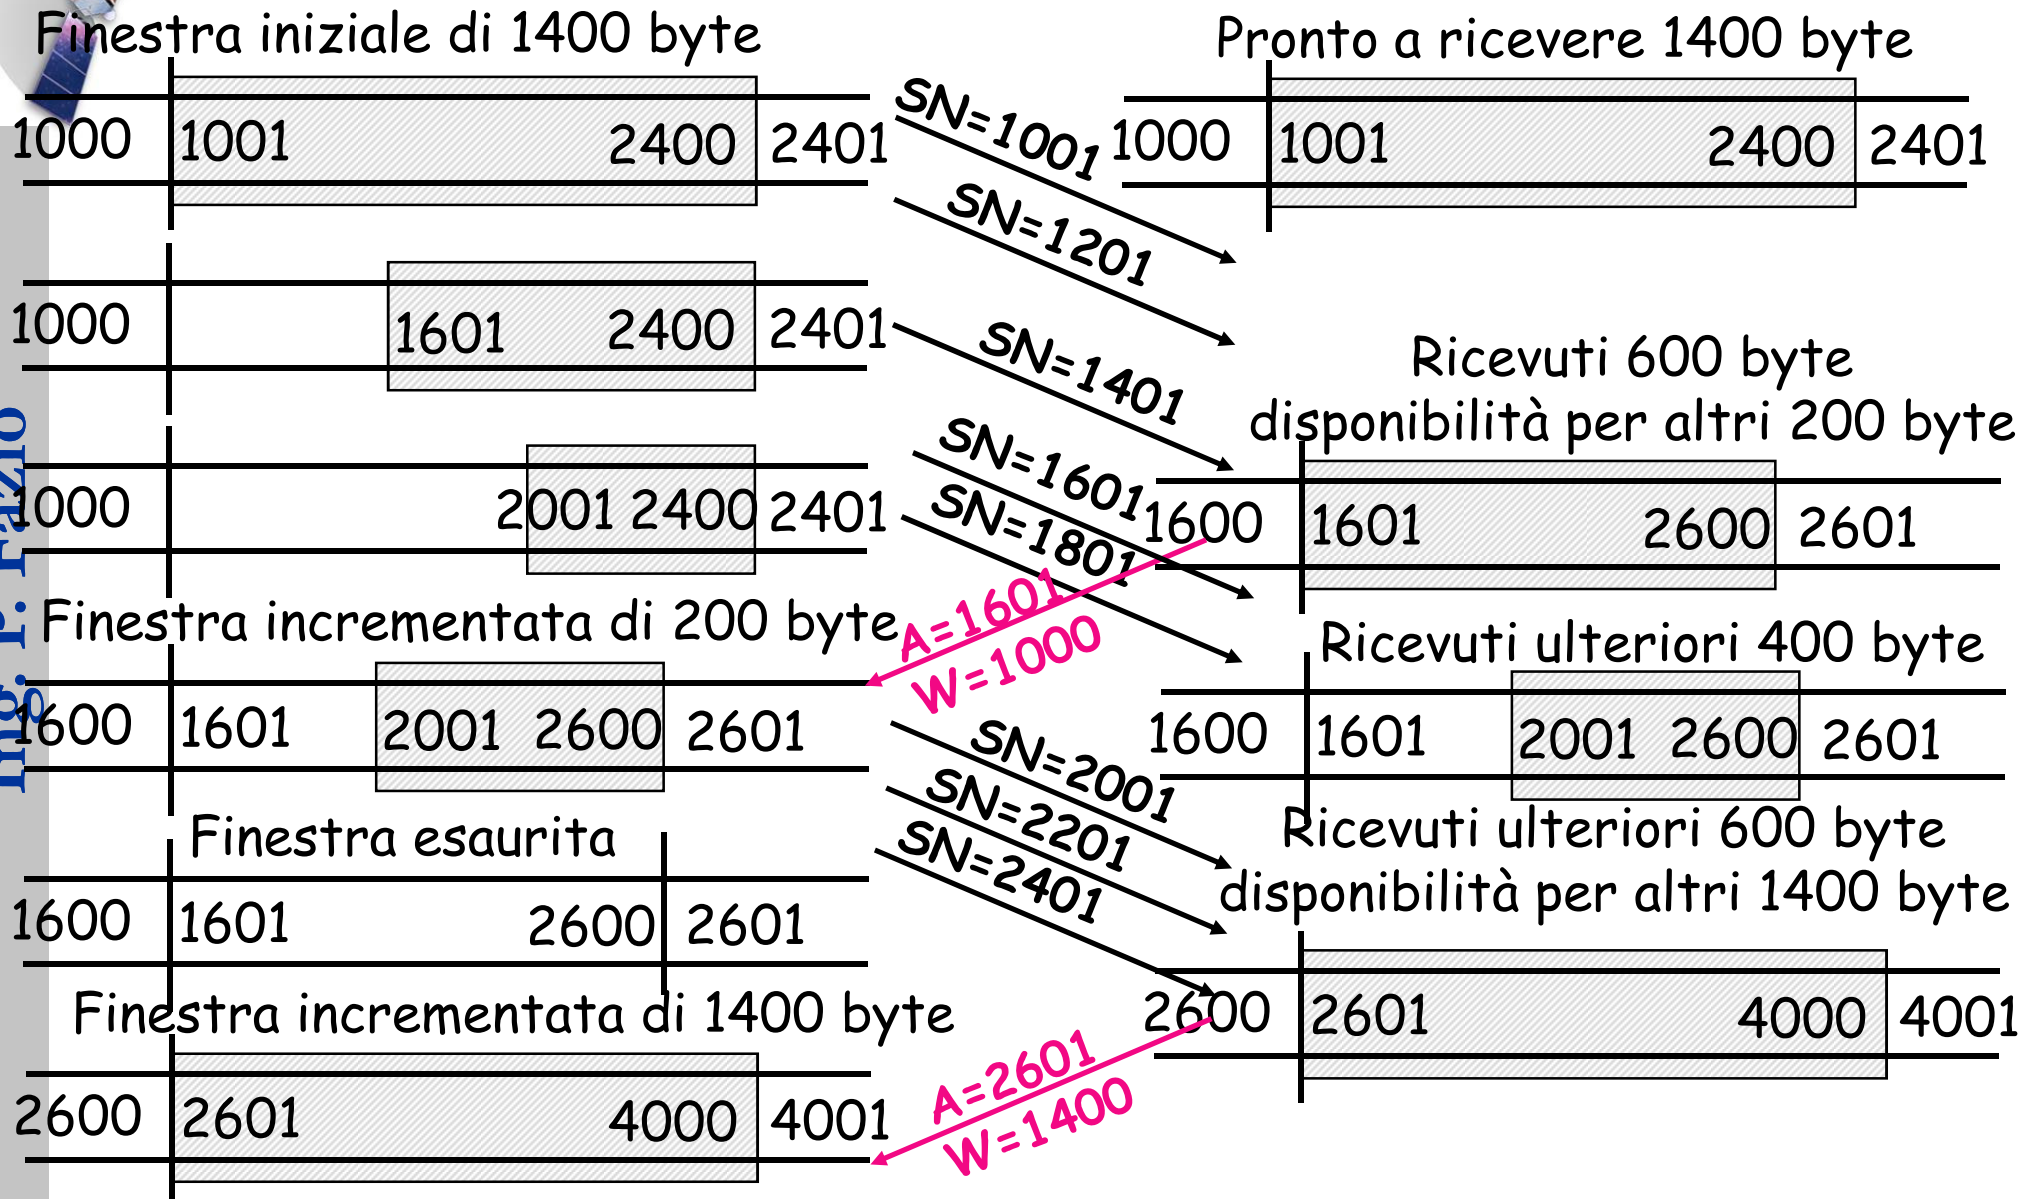 Finestra iniziale di 1400 byte
1000 1001 2400 2401
1000 1601 2400 2401
1000 2001 2400 2401
Finestra incrementata di 200 byte
1600 1601 2001 2600 2601
Finestra esaurita
1600 1601 2600 2601
Finestra incrementata di 1400 byte
2600 2601 4000 4001
SN=1001
SN=1201
SN=1401
SN=1601
SN=1801
A=1601
W=1000
SN=2001
SN=2201
SN=2401
A=2601
W=1400
Pronto a ricevere 1400 byte
1000 1001 2400 2401
Ricevuti 600 byte
disponibilità per altri 200 byte
1600 1601 2600 2601
Ricevuti ulteriori 400 byte
1600 1601 2001 2600 2601
Ricevuti ulteriori 600 byte
disponibilità per altri 1400 byte
2600 2601 4000 4001
Ing. P. Fazio